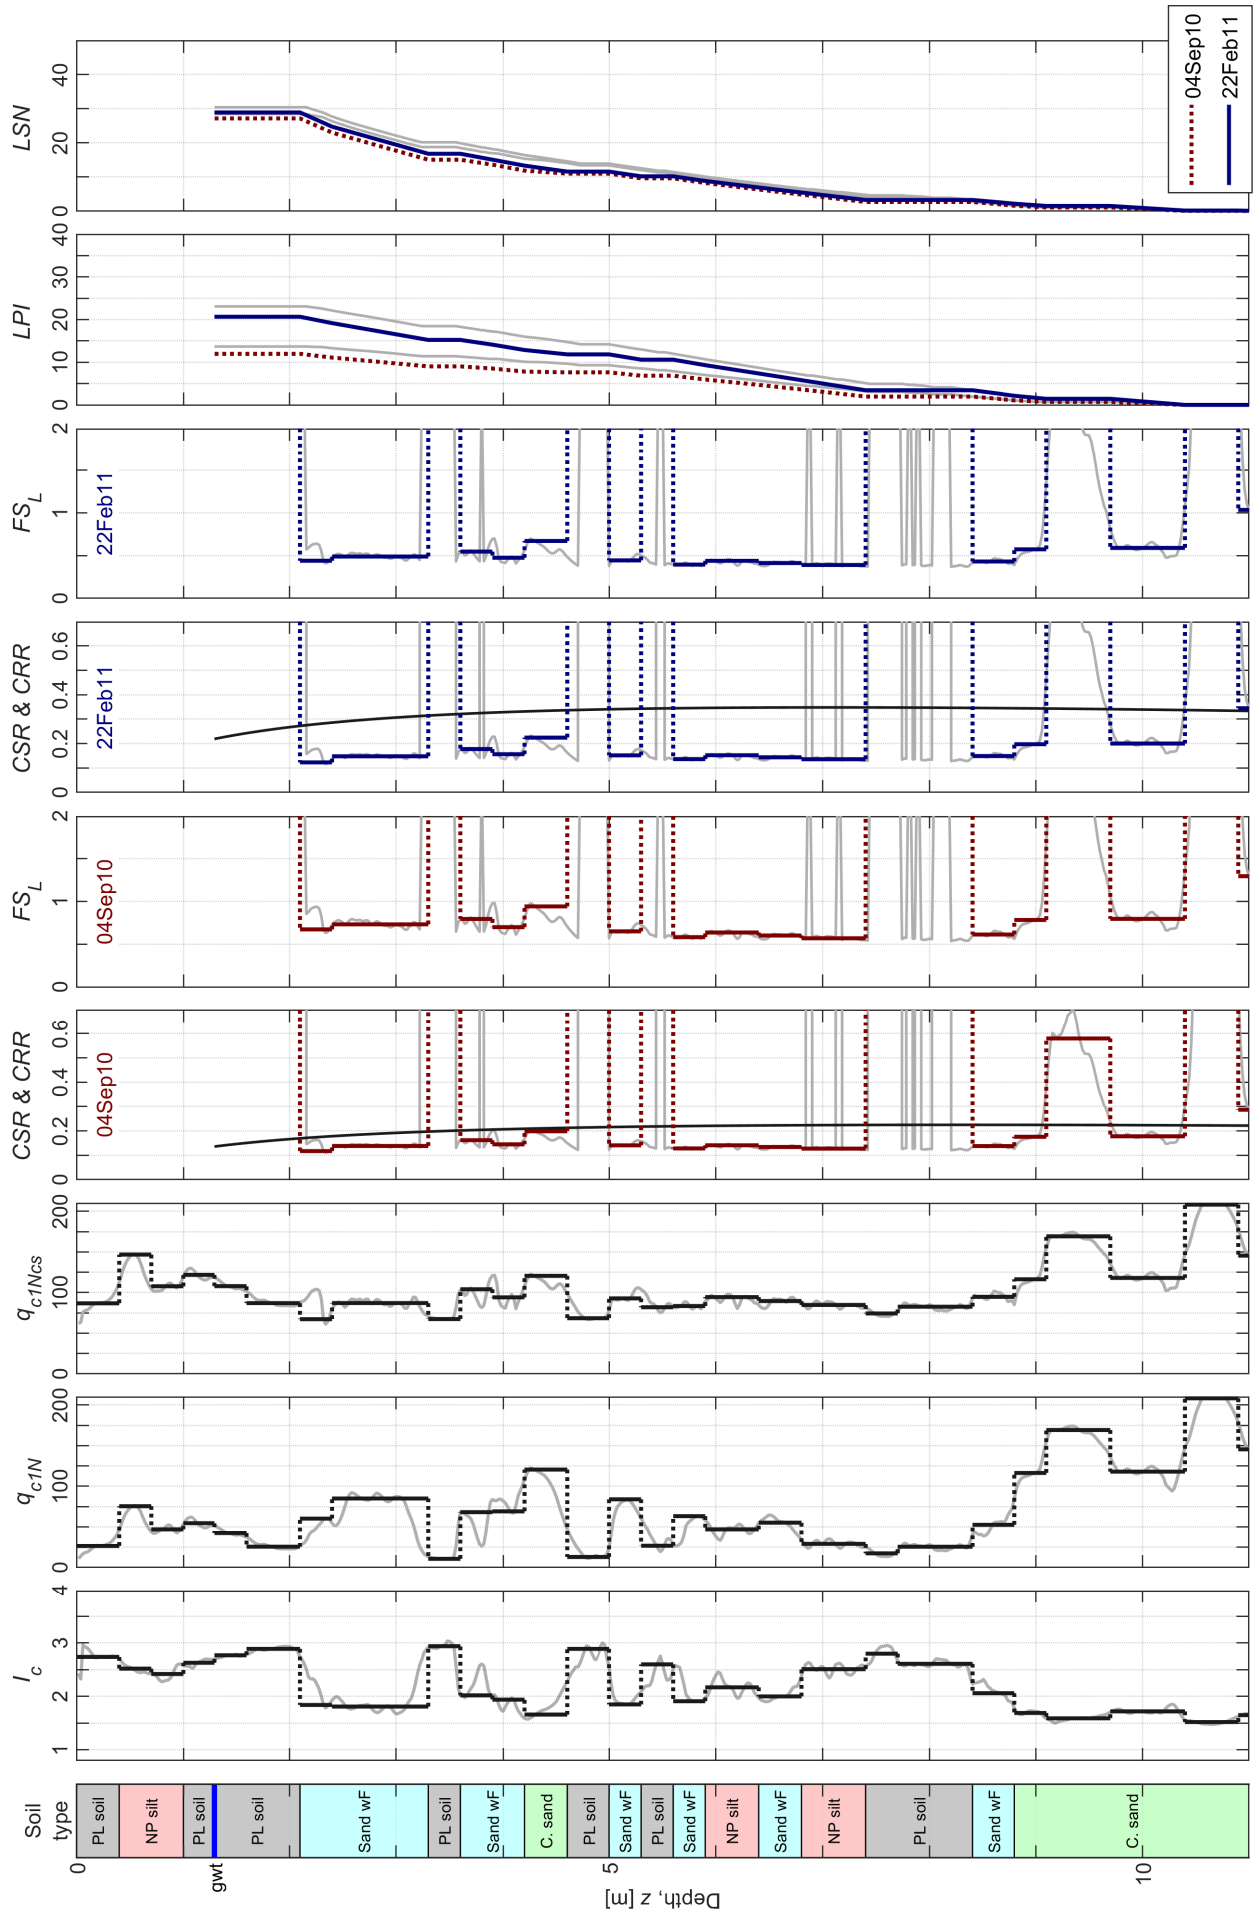 Soil type
I_c
q_c1N
q_c1Ncs
CSR & CRR
FS_L
CSR & CRR
FS_L
LPI
LSN
1 2 3 4
0 100 200
0 100 200
0 0.2 0.4 0.6
0 1 2
0 0.2 0.4 0.6
0 1 2
0 10 20 30 40
0 20 40
04Sep10
04Sep10
22Feb11
22Feb11
Depth, z [m]
0
gwt
5
10
PL soil
NP silt
PL soil
PL soil
Sand wF
PL soil
Sand wF
C. sand
PL soil
Sand wF
PL soil
Sand wF
NP silt
Sand wF
NP silt
PL soil
Sand wF
C. sand
04Sep10
22Feb11